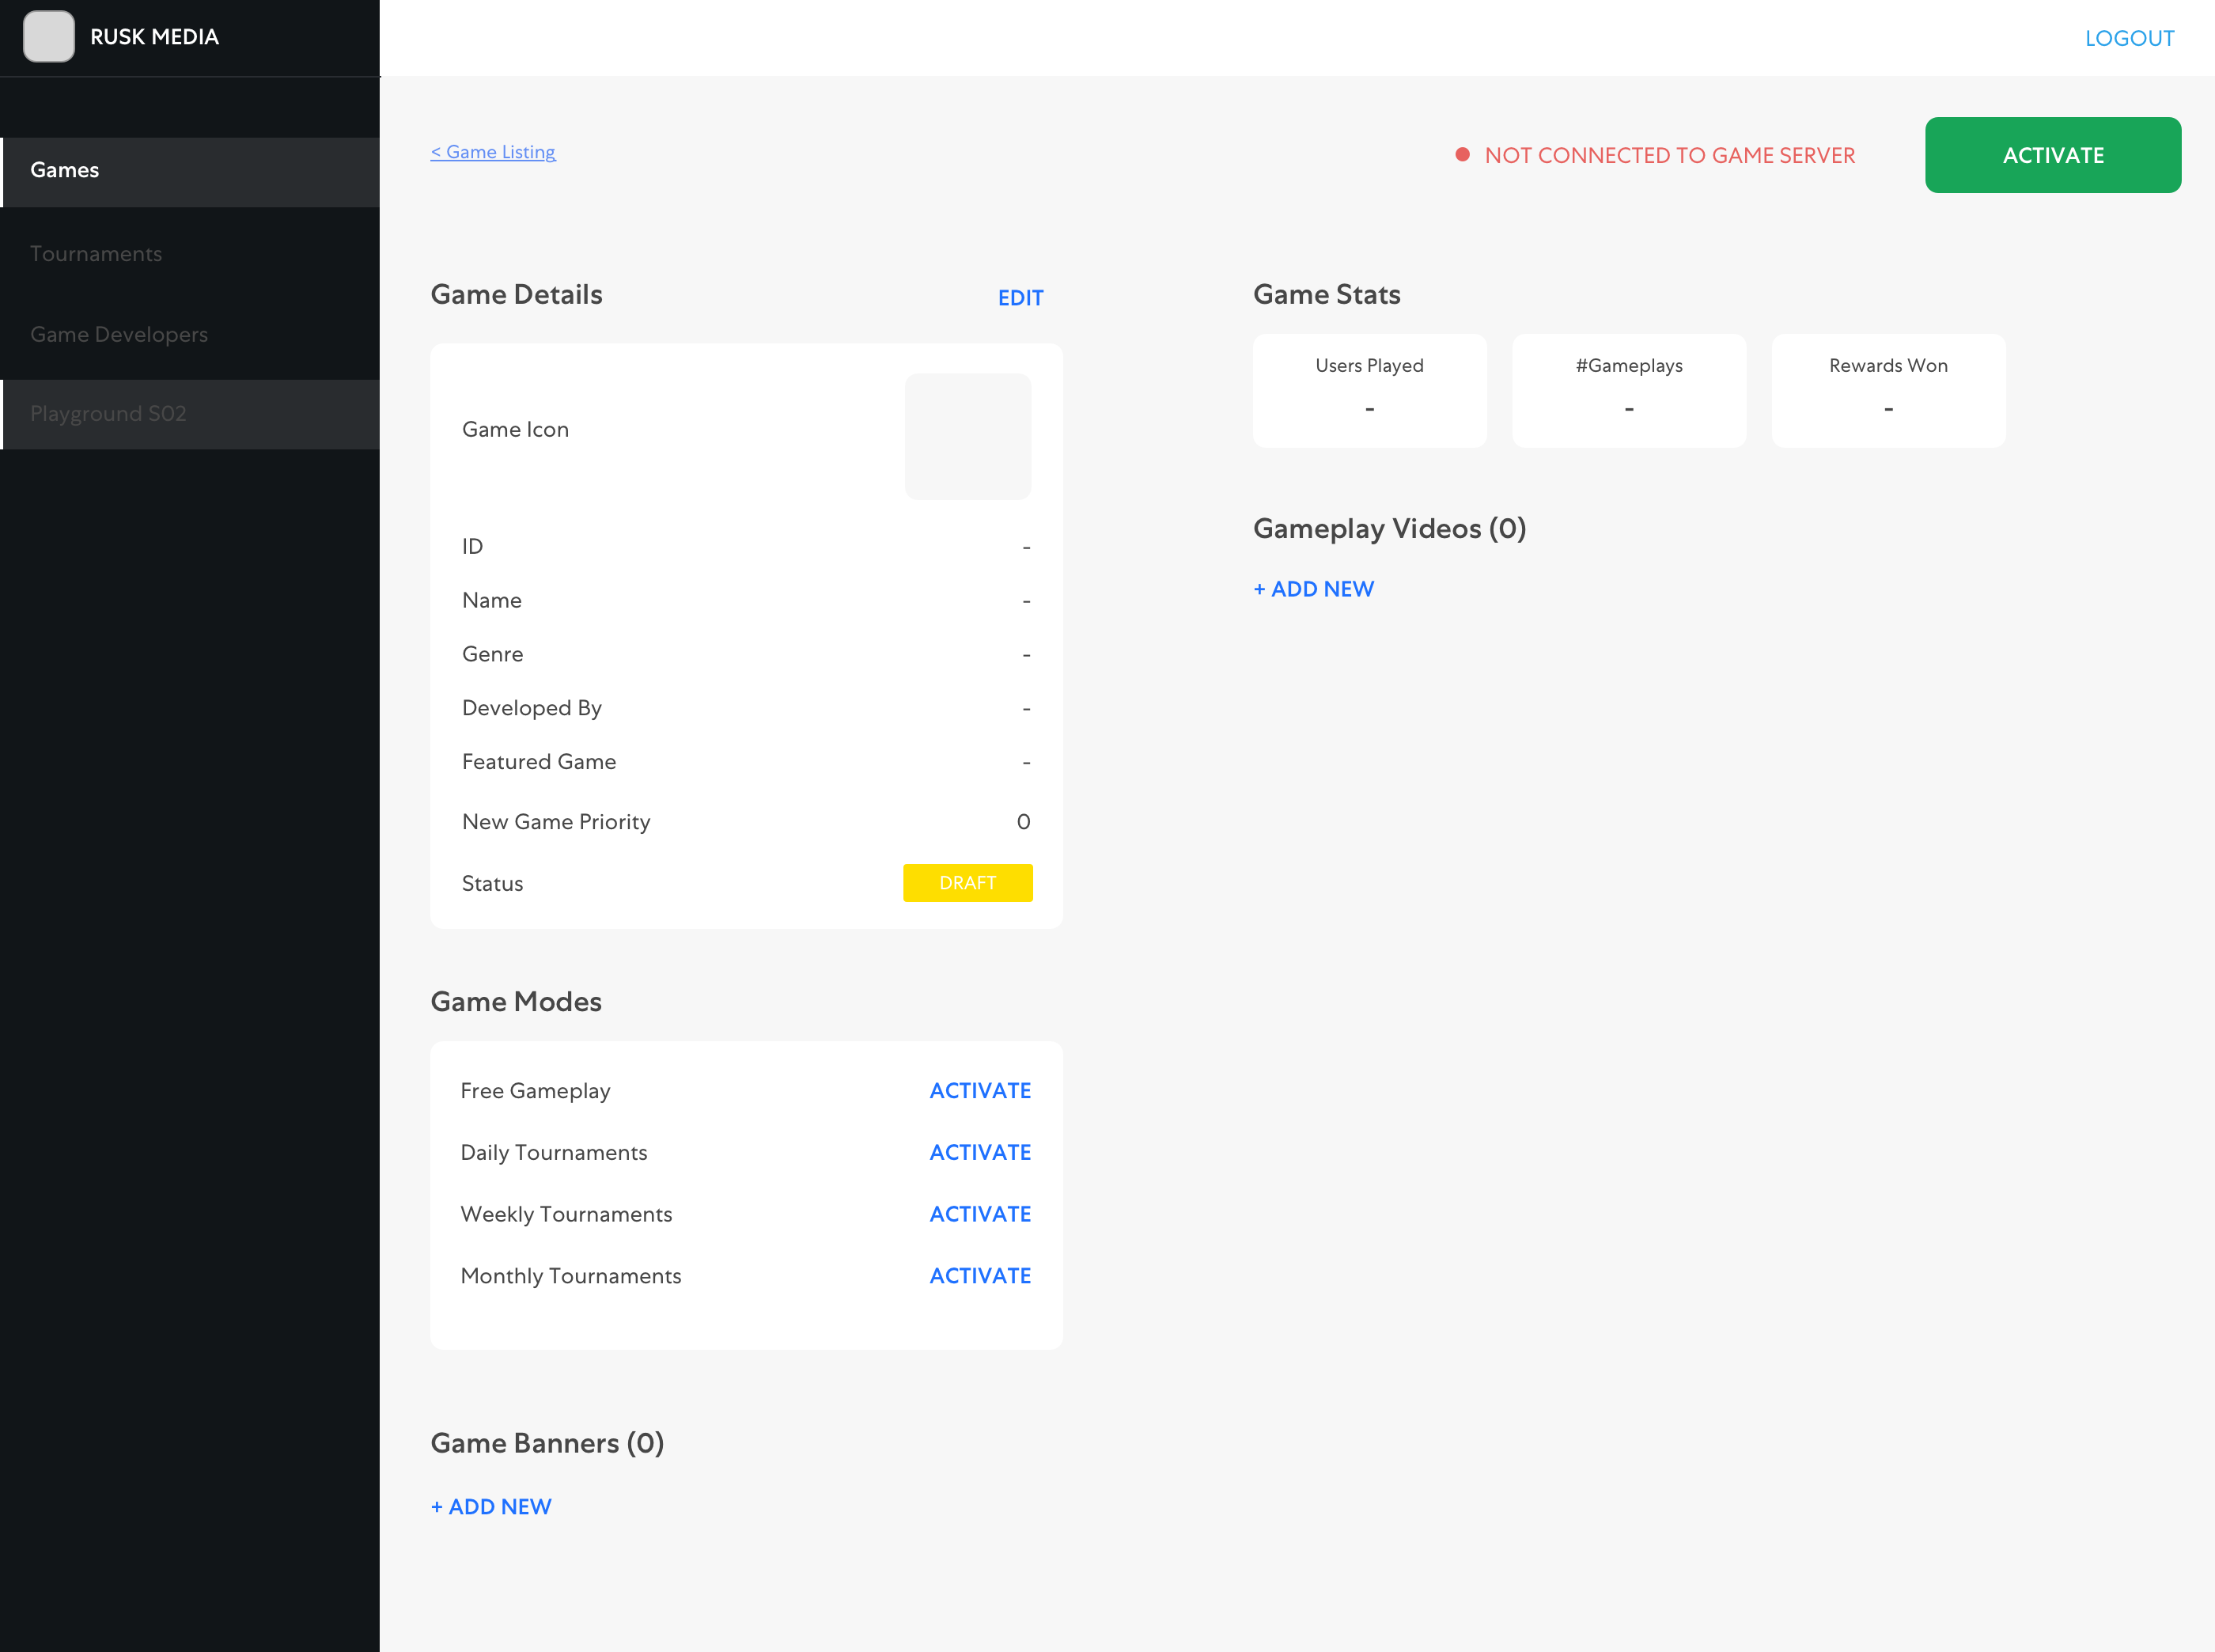 RUSK MEDIA
LOGOUT
Games
Tournaments
Game Developers
Playground S02
< Game Listing
NOT CONNECTED TO GAME SERVER
ACTIVATE
Game Details
EDIT
Game Icon
ID -
Name -
Genre -
Developed By -
Featured Game -
New Game Priority 0
Status DRAFT
Game Modes
Free Gameplay ACTIVATE
Daily Tournaments ACTIVATE
Weekly Tournaments ACTIVATE
Monthly Tournaments ACTIVATE
Game Banners (0)
+ ADD NEW
Game Stats
Users Played
-
#Gameplays
-
Rewards Won
-
Gameplay Videos (0)
+ ADD NEW